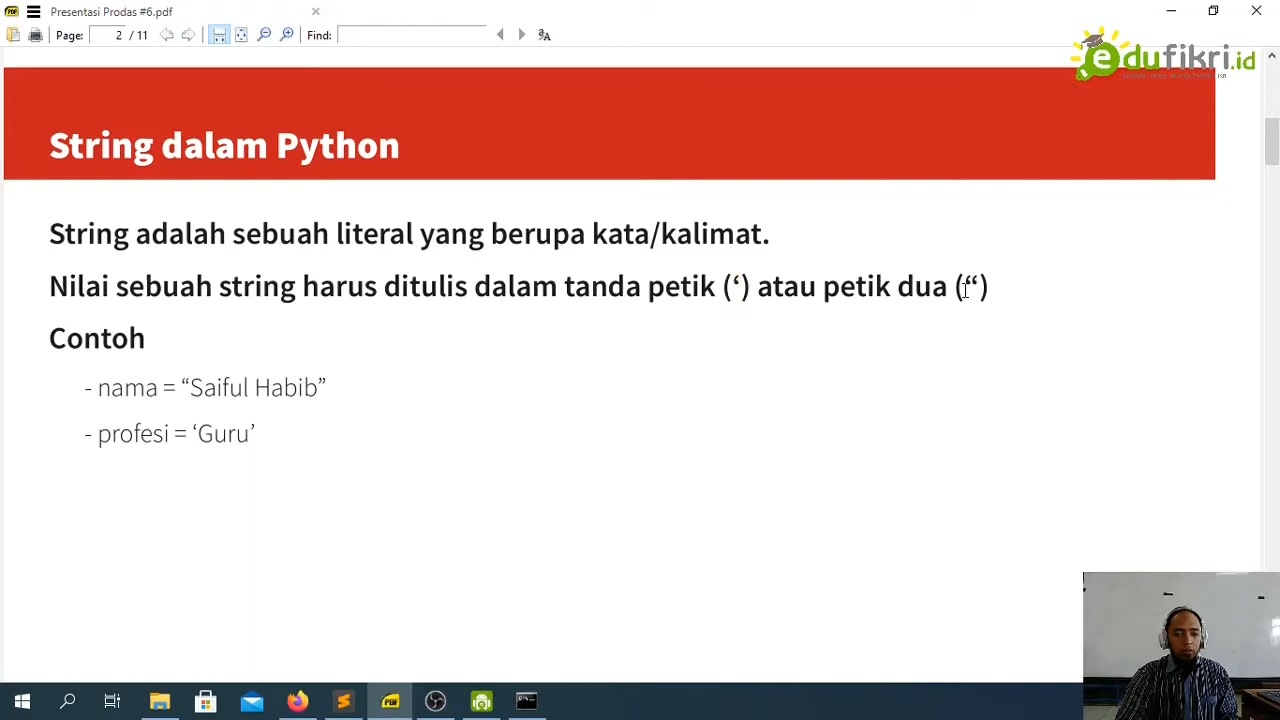 Presentasi Prodas #6.pdf
Page: 2 / 11 Find:
edufikri.id
String dalam Python
String adalah sebuah literal yang berupa kata/kalimat.
Nilai sebuah string harus ditulis dalam tanda petik (‘) atau petik dua (“)
Contoh
- nama = “Saiful Habib”
- profesi = ‘Guru’